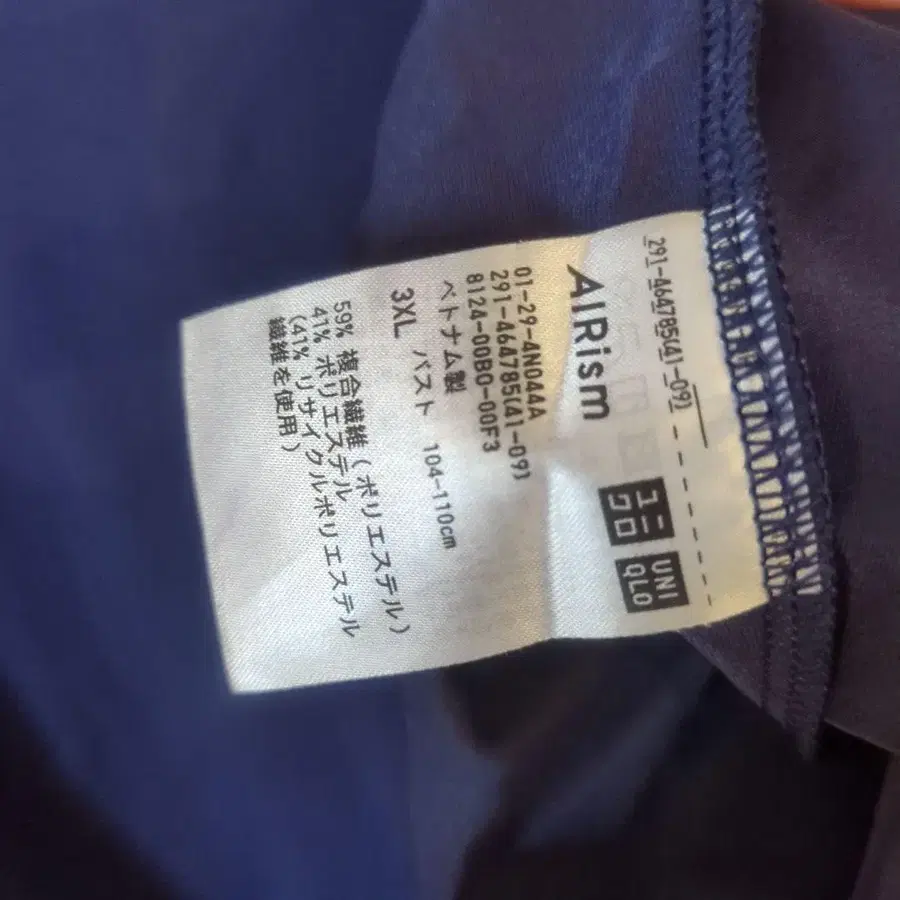 291-464785(41-09)
ユニクロ
UNIQLO
AIRism
01-29-4N044A
291-464785(41-09)
8124-00B0-00F3
ベトナム製
3XL バスト 104-110cm
59% 複合繊維(ポリエステル)
41% ポリエステル
(41% リサイクルポリエステル
繊維を使用)